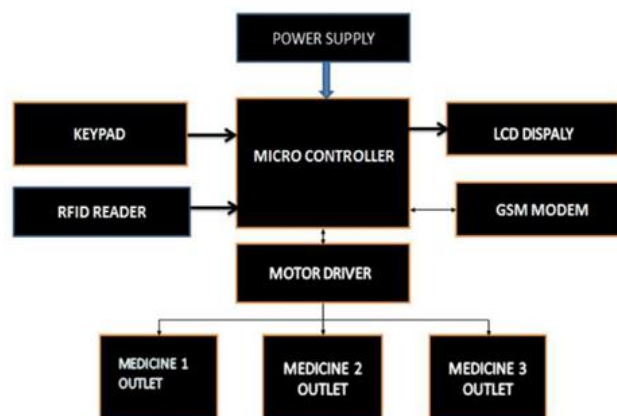 POWER SUPPLY
KEYPAD
MICRO CONTROLLER
LCD DISPALY
RFID READER
GSM MODEM
MOTOR DRIVER
MEDICINE 1
OUTLET
MEDICINE 2
OUTLET
MEDICINE 3
OUTLET